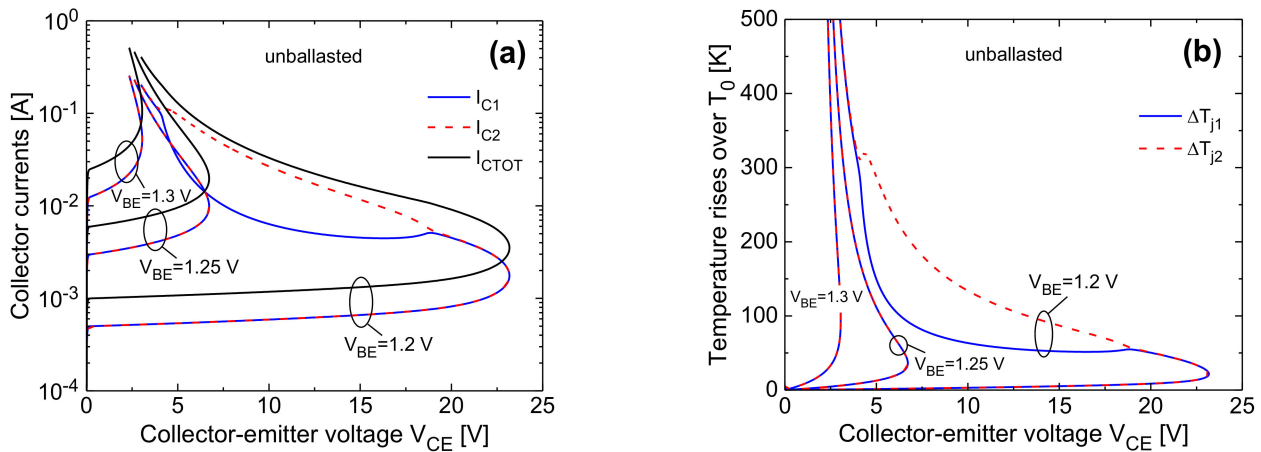 (a)
unballasted
I_C1
I_C2
I_CTOT
V_BE=1.3 V
V_BE=1.25 V
V_BE=1.2 V
Collector currents [A]
10^0
10^-1
10^-2
10^-3
10^-4
0 5 10 15 20 25
Collector-emitter voltage V_CE [V]
(b)
unballasted
ΔT_j1
ΔT_j2
V_BE=1.2 V
V_BE=1.3 V
V_BE=1.25 V
Temperature rises over T_0 [K]
500
400
300
200
100
0
0 5 10 15 20 25
Collector-emitter voltage V_CE [V]